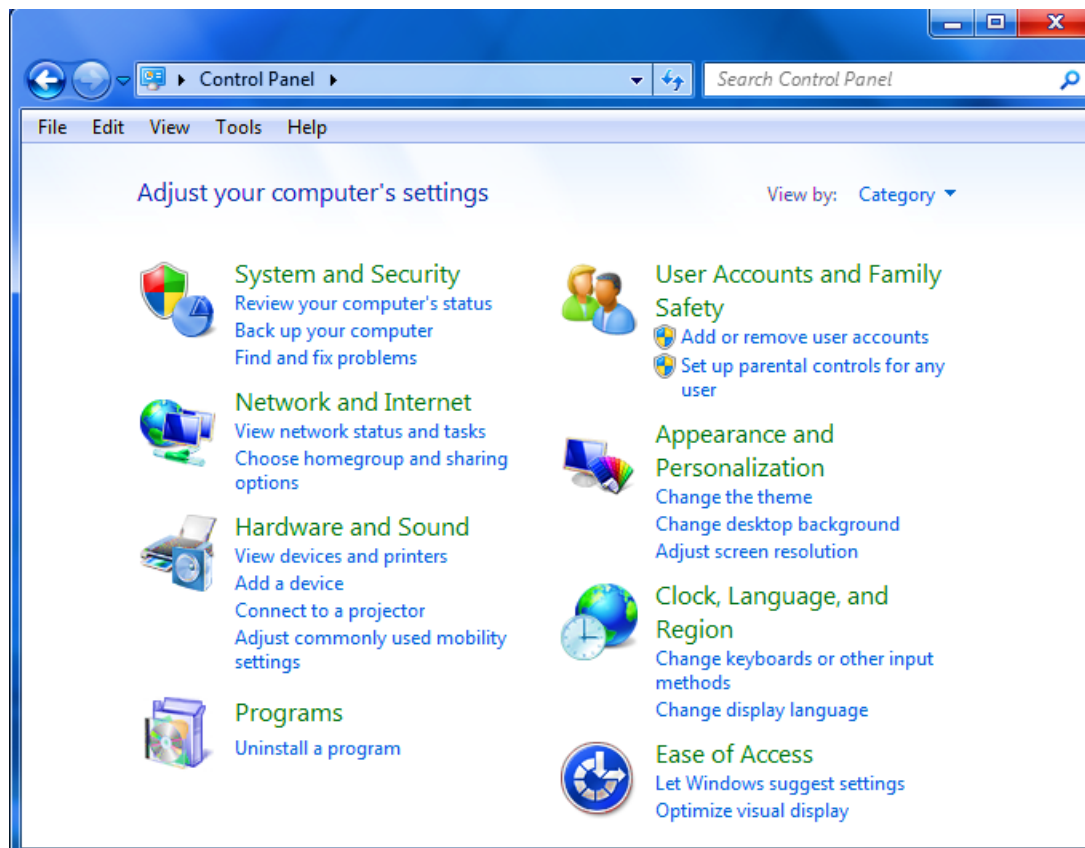 Control Panel
Search Control Panel
File Edit View Tools Help
Adjust your computer's settings
View by: Category
System and Security
Review your computer's status
Back up your computer
Find and fix problems
Network and Internet
View network status and tasks
Choose homegroup and sharing
options
Hardware and Sound
View devices and printers
Add a device
Connect to a projector
Adjust commonly used mobility
settings
Programs
Uninstall a program
User Accounts and Family
Safety
Add or remove user accounts
Set up parental controls for any
user
Appearance and
Personalization
Change the theme
Change desktop background
Adjust screen resolution
Clock, Language, and
Region
Change keyboards or other input
methods
Change display language
Ease of Access
Let Windows suggest settings
Optimize visual display